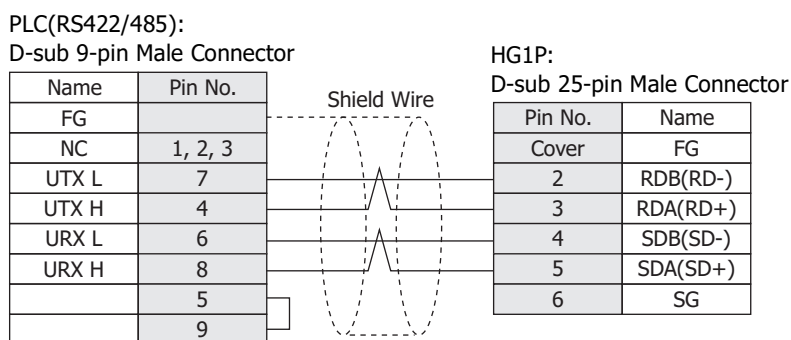 PLC(RS422/485):
D-sub 9-pin Male Connector
HG1P:
D-sub 25-pin Male Connector
Shield Wire
Name Pin No.
FG
NC 1, 2, 3
UTX L 7
UTX H 4
URX L 6
URX H 8
5
9
Pin No. Name
Cover FG
2 RDB(RD-)
3 RDA(RD+)
4 SDB(SD-)
5 SDA(SD+)
6 SG